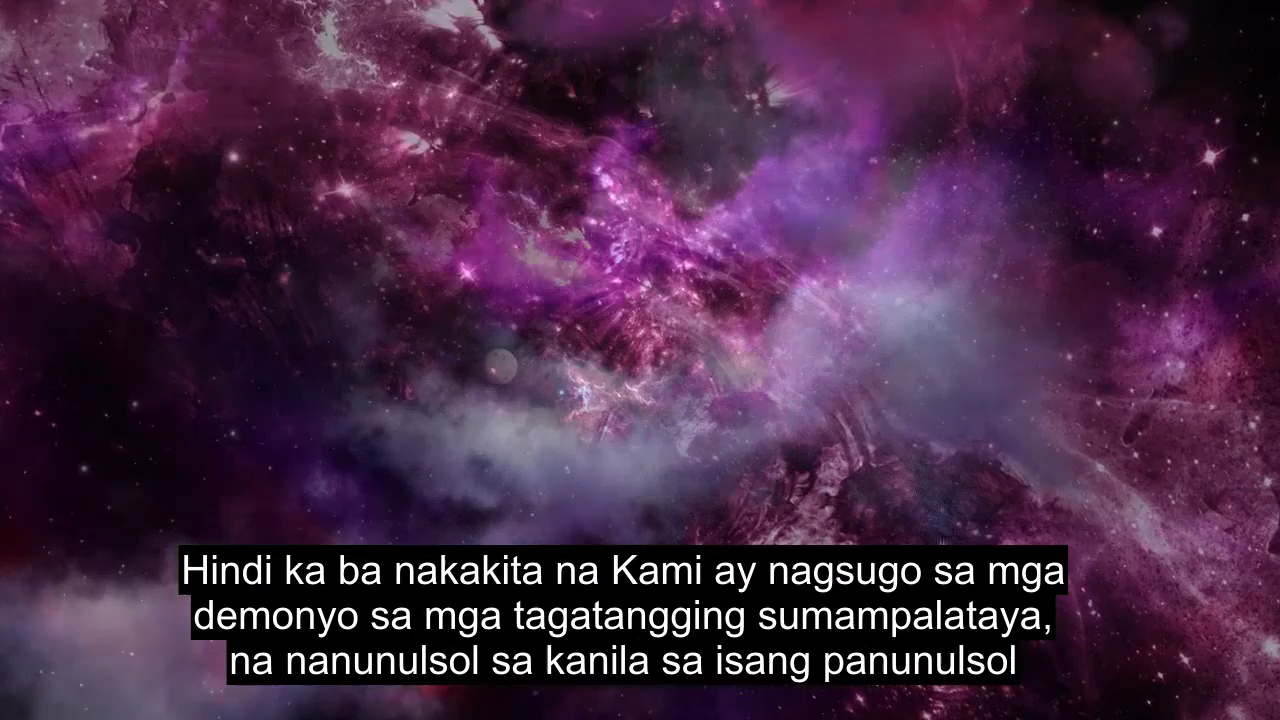 Hindi ka ba nakakita na Kami ay nagsugo sa mga
demonyo sa mga tagatangging sumampalataya,
na nanunulsol sa kanila sa isang panunulsol